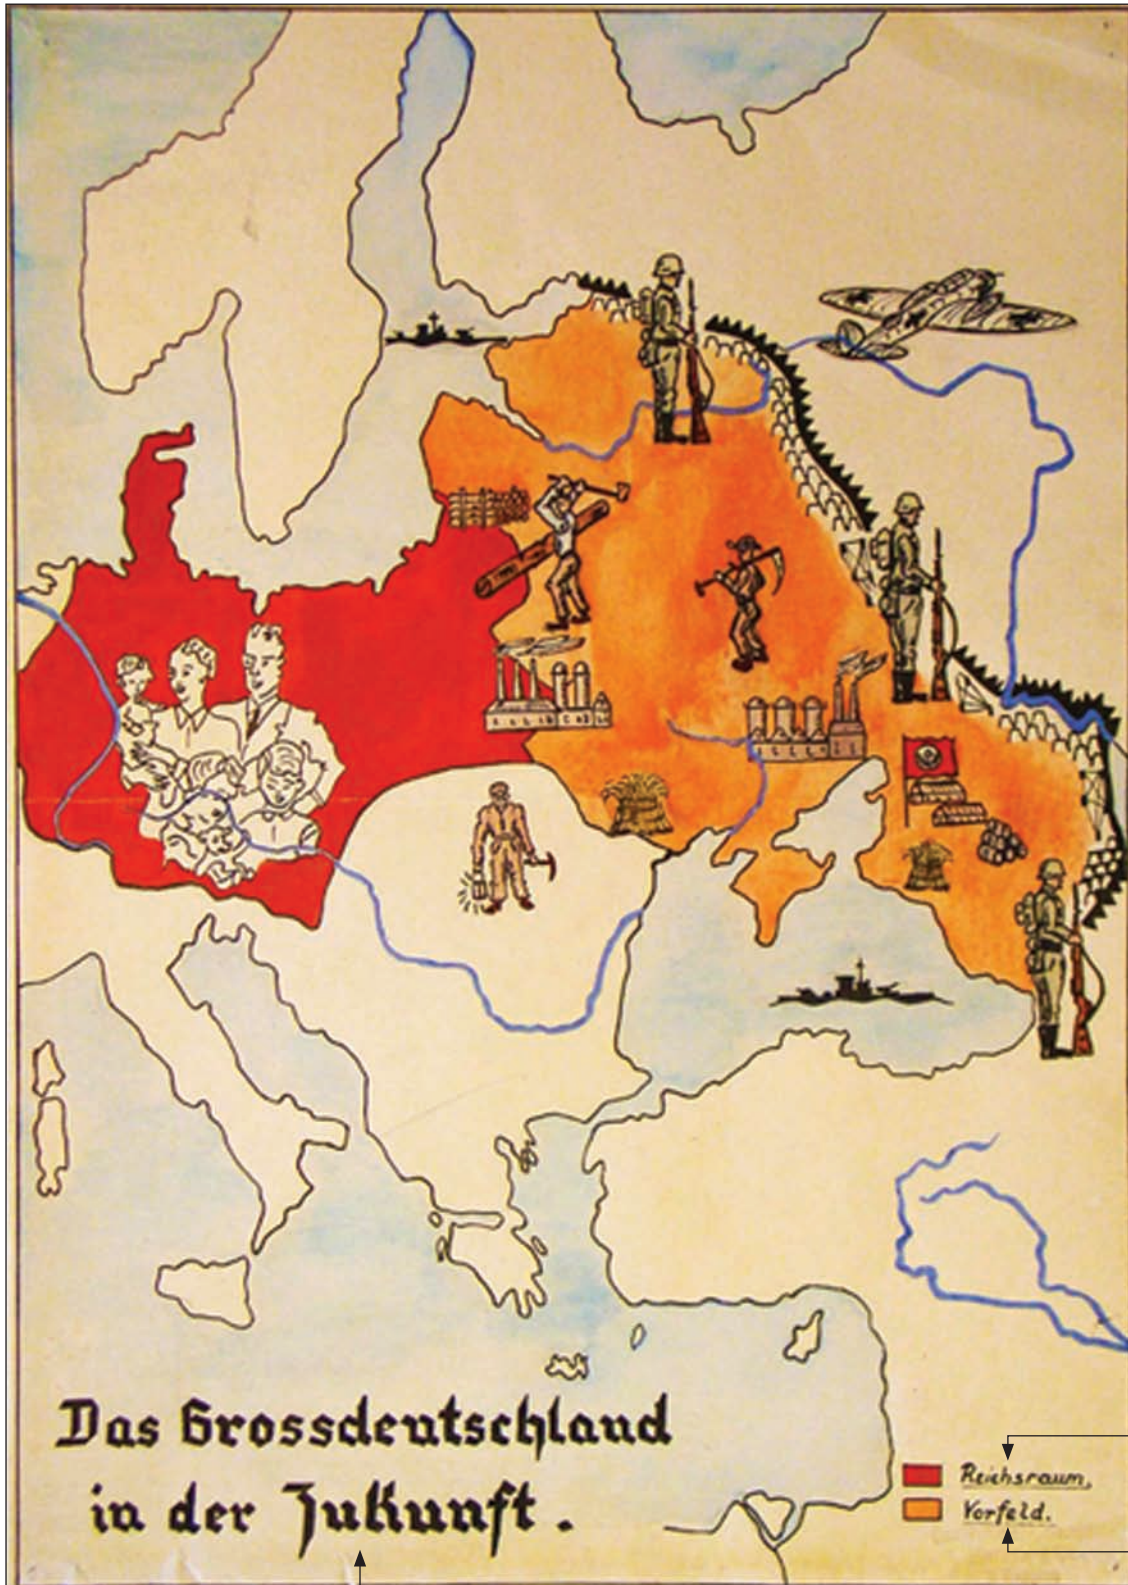 Das Grossdeutschland
in der Zukunft.
Reichsraum.
Vorfeld.